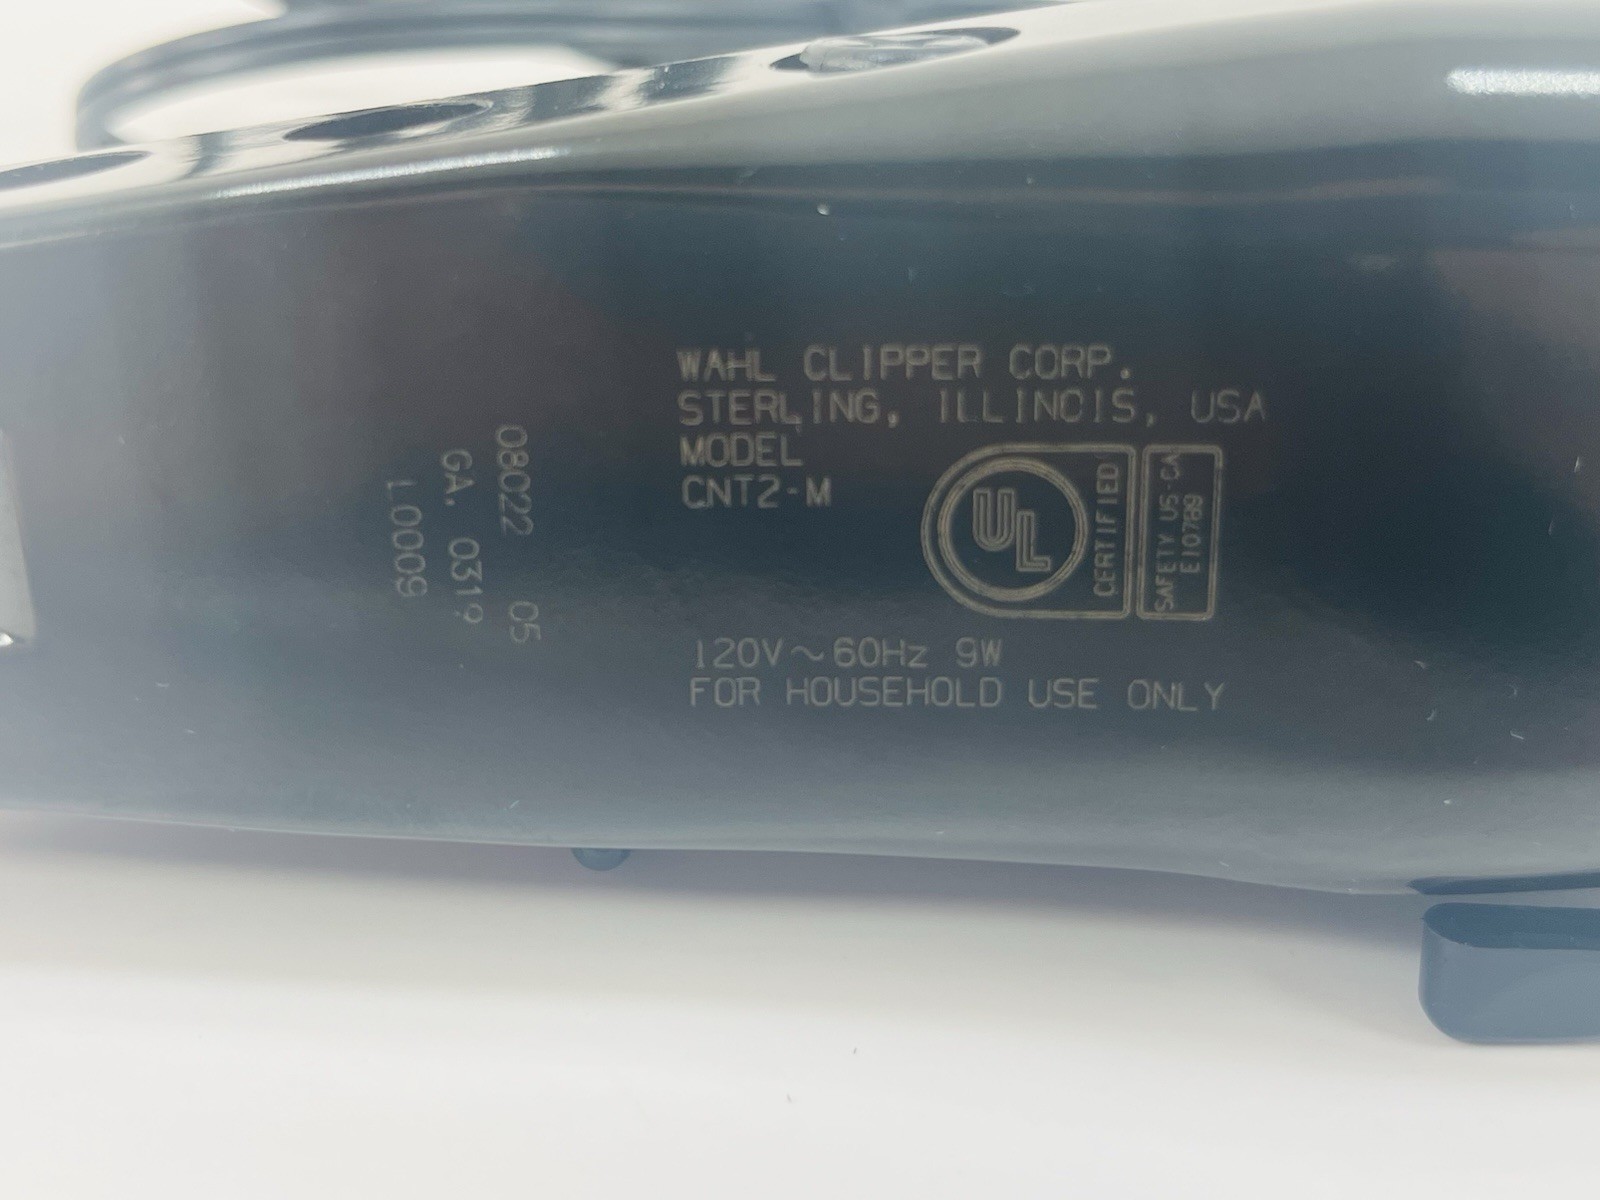 WAHL CLIPPER CORP.
STERLING, ILLINOIS, USA
MODEL
CNT2-M
UL
CERTIFIED
SAFETY US-CA
E10789
120V~60Hz 9W
FOR HOUSEHOLD USE ONLY
08022 05
GA. 0319
L0009